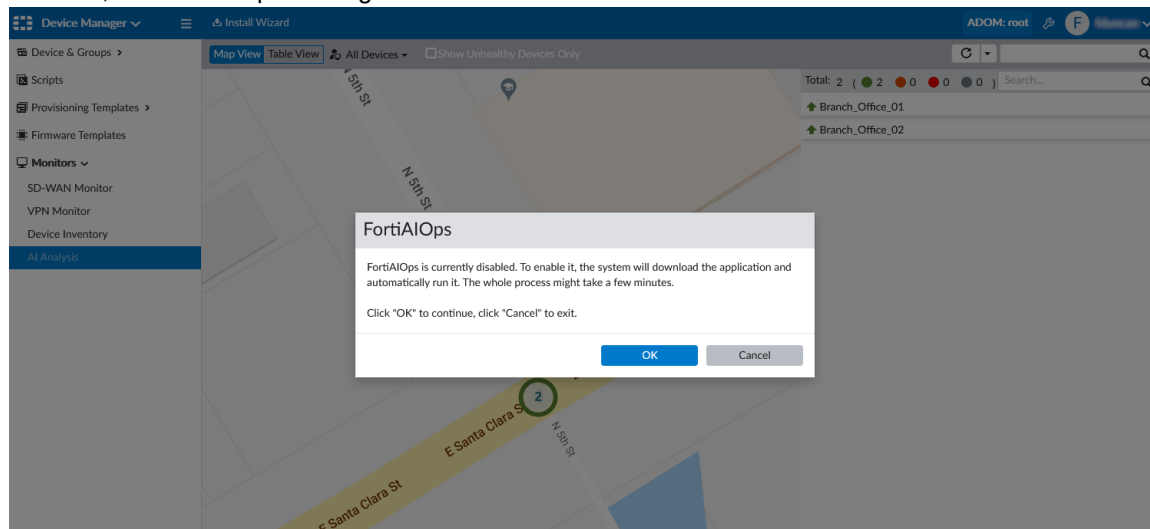 Device Manager
Install Wizard
ADOM: root
F
Device & Groups
Scripts
Provisioning Templates
Firmware Templates
Monitors
SD-WAN Monitor
VPN Monitor
Device Inventory
AI Analysis
Map View Table View All Devices Show Unhealthy Devices Only
Total: 2 ( 2 0 0 0 ) Search...
Branch_Office_01
Branch_Office_02
5th St
N 5th St
FortiAIOps
FortiAIOps is currently disabled. To enable it, the system will download the application and
automatically run it. The whole process might take a few minutes.
Click "OK" to continue, click "Cancel" to exit.
OK Cancel
2
E Santa Clara S
N 5th St
E Santa Clara St